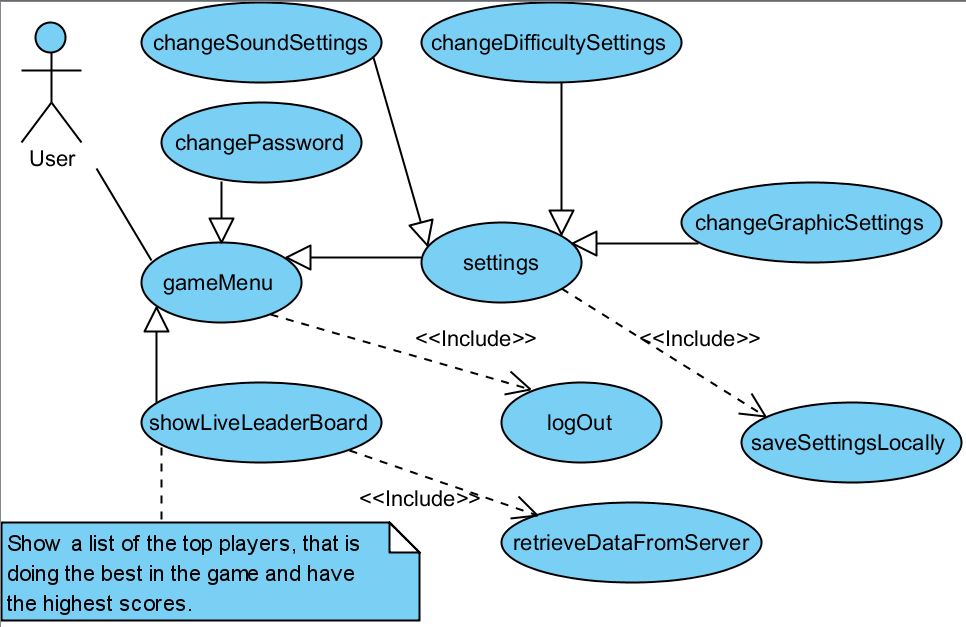 changeSoundSettings
changeDifficultySettings
User
changePassword
changeGraphicSettings
settings
gameMenu
<<Include>>
<<Include>>
showLiveLeaderBoard
logOut
saveSettingsLocally
<<Include>>
retrieveDataFromServer
Show a list of the top players, that is
doing the best in the game and have
the highest scores.